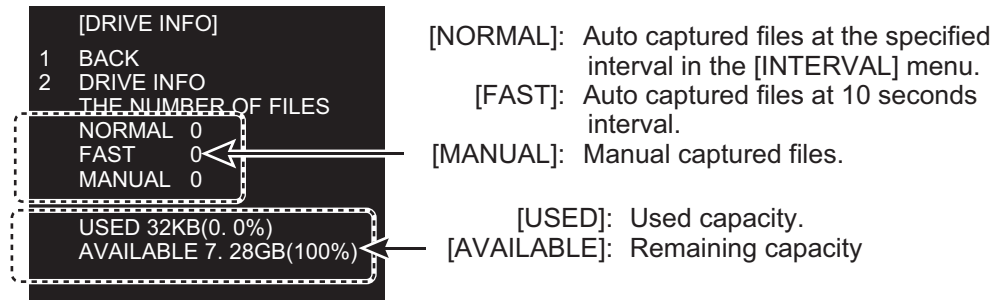 [DRIVE INFO]
1 BACK
2 DRIVE INFO
THE NUMBER OF FILES
NORMAL 0
FAST 0
MANUAL 0
USED 32KB(0. 0%)
AVAILABLE 7. 28GB(100%)
[NORMAL]: Auto captured files at the specified
interval in the [INTERVAL] menu.
[FAST]: Auto captured files at 10 seconds
interval.
[MANUAL]: Manual captured files.
[USED]: Used capacity.
[AVAILABLE]: Remaining capacity